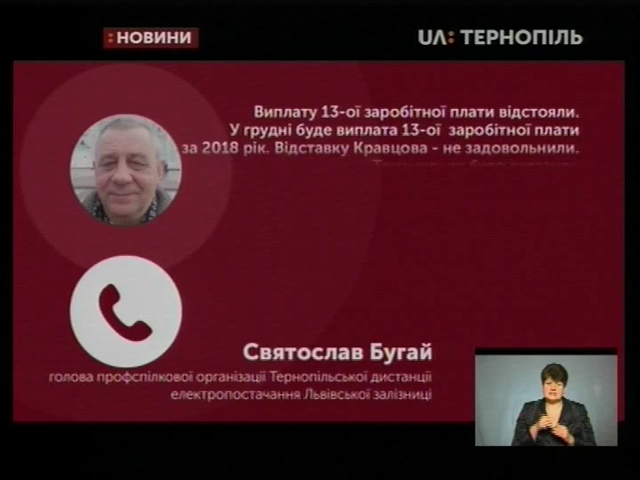 :НОВИНИ
UA: ТЕРНОПІЛЬ
Виплату 13-ої заробітної плати відстояли.
У грудні буде виплата 13-ої заробітної плати
за 2018 рік. Відставку Кравцова - не задовольнили.
Святослав Бугай
голова профспілкової організації Тернопільської дистанції
електропостачання Львівської залізниці